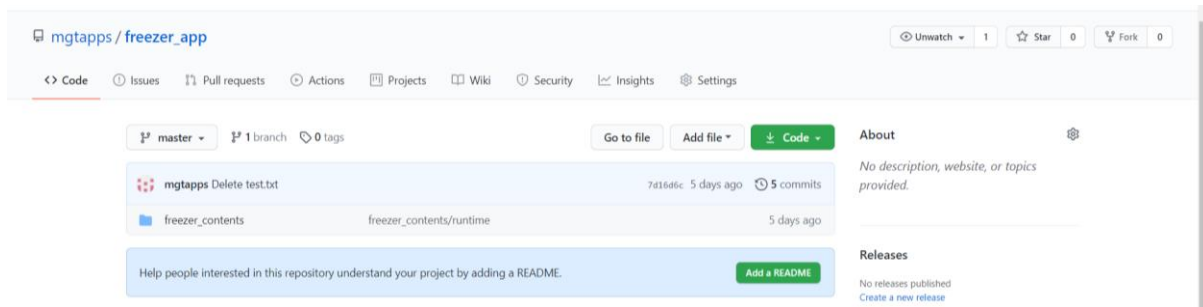 mgtapps / freezer_app
Unwatch 1 Star 0 Fork 0
<> Code Issues Pull requests Actions Projects Wiki Security Insights Settings
master 1 branch 0 tags Go to file Add file Code
About
No description, website, or topics
provided.
mgtapps Delete test.txt 7d16d6c 5 days ago 5 commits
freezer_contents freezer_contents/runtime 5 days ago
Releases
Help people interested in this repository understand your project by adding a README. Add a README
No releases published
Create a new release